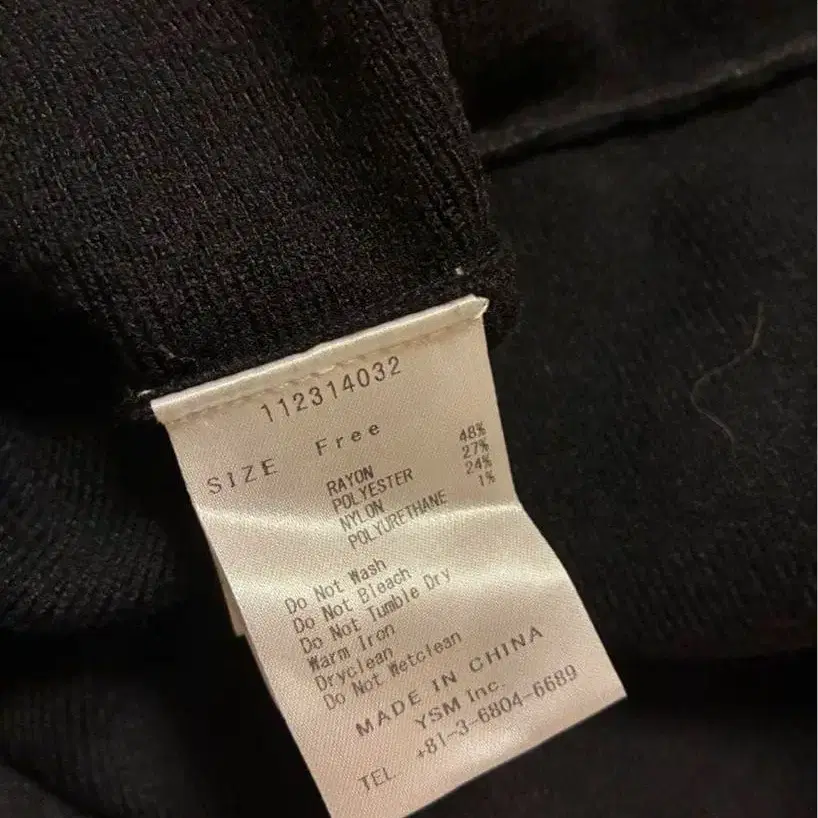 112314032
SIZE Free
RAYON 48%
POLYESTER 27%
NYLON 24%
POLYURETHANE 1%
Do Not Wash
Do Not Bleach
Do Not Tumble Dry
Warm Iron
Dryclean
Do Not Wetclean
MADE IN CHINA
YSM Inc.
TEL. +81-3-6804-6689